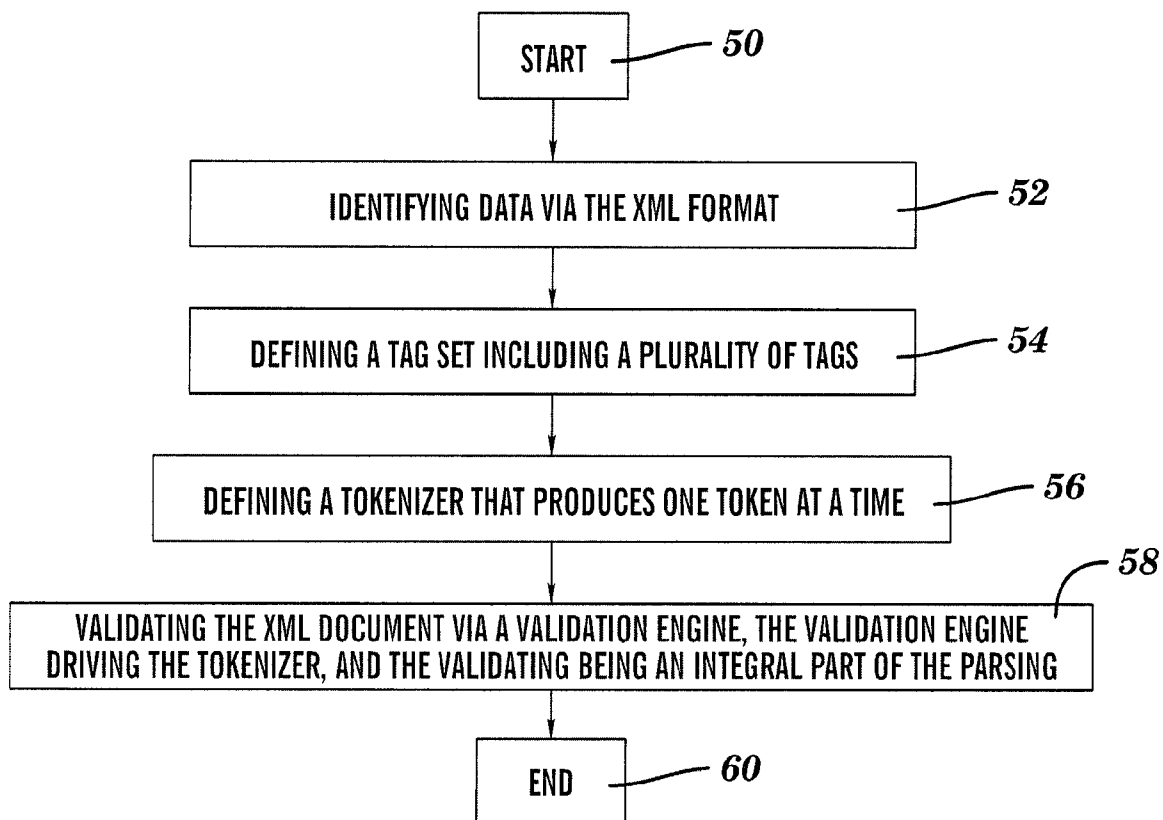 START
50
IDENTIFYING DATA VIA THE XML FORMAT
52
DEFINING A TAG SET INCLUDING A PLURALITY OF TAGS
54
DEFINING A TOKENIZER THAT PRODUCES ONE TOKEN AT A TIME
56
58
VALIDATING THE XML DOCUMENT VIA A VALIDATION ENGINE, THE VALIDATION ENGINE
DRIVING THE TOKENIZER, AND THE VALIDATING BEING AN INTEGRAL PART OF THE PARSING
END
60